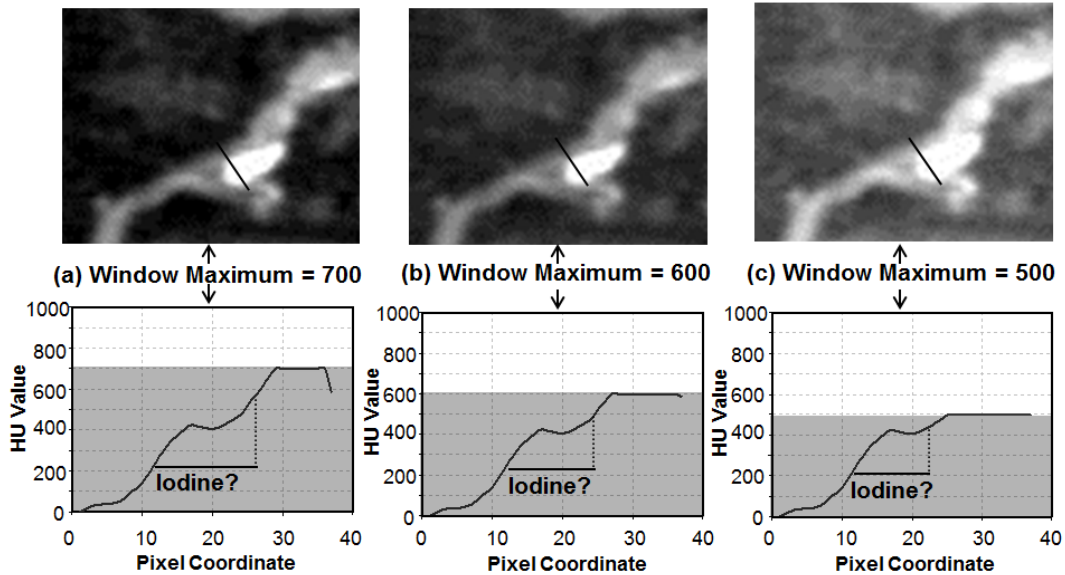 (a) Window Maximum = 700
(b) Window Maximum = 600
(c) Window Maximum = 500
HU Value
1000
800
600
400
200
0
Iodine?
0 10 20 30 40
Pixel Coordinate
HU Value
1000
800
600
400
200
0
Iodine?
0 10 20 30 40
Pixel Coordinate
HU Value
1000
800
600
400
200
0
Iodine?
0 10 20 30 40
Pixel Coordinate